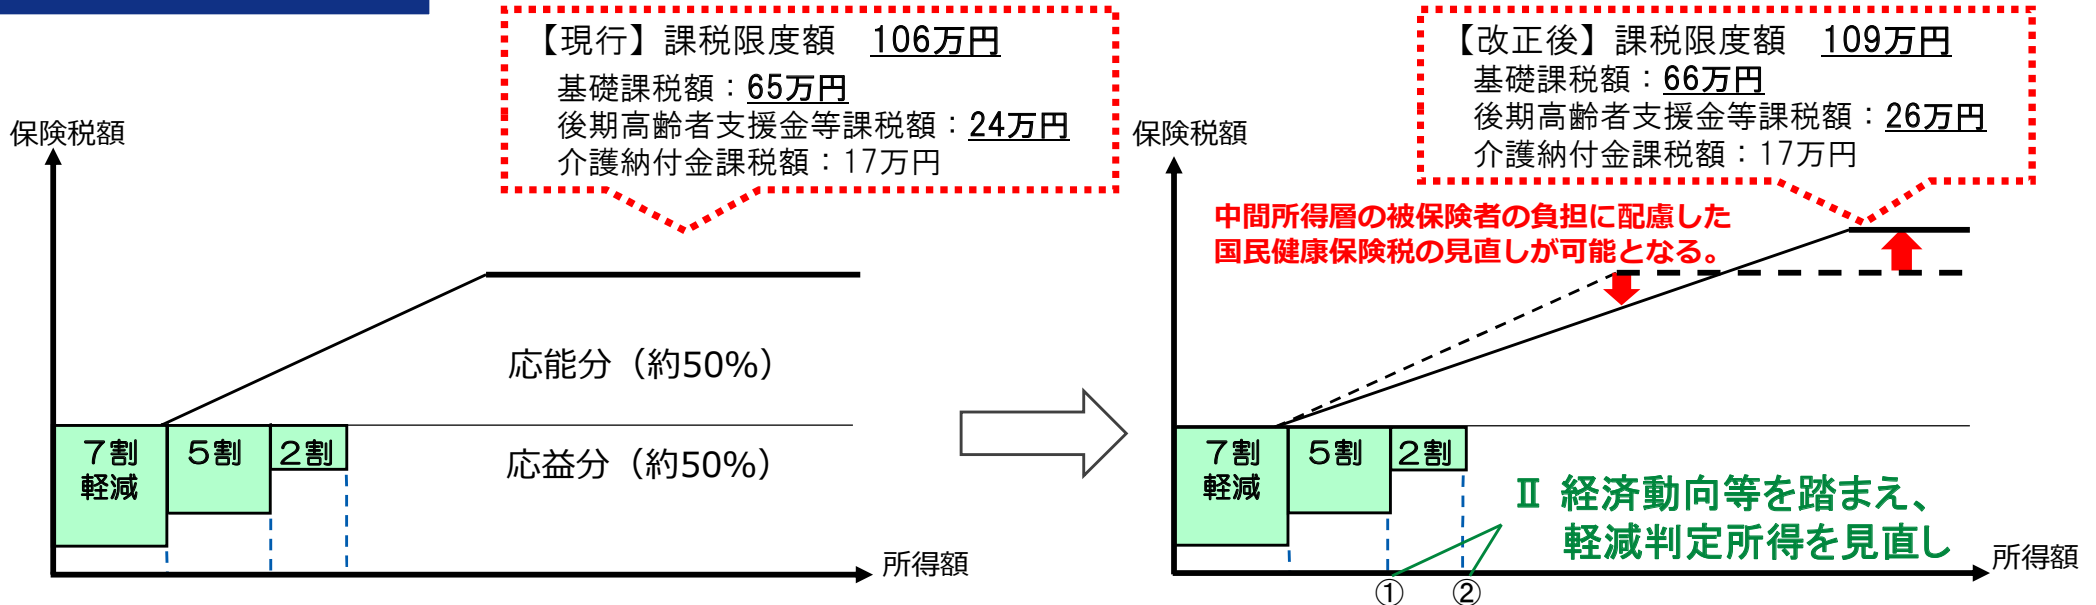 【現行】課税限度額　106万円
基礎課税額：65万円
後期高齢者支援金等課税額：24万円
介護納付金課税額：17万円
保険税額
応能分（約50%）
7割
軽減
5割
2割
応益分（約50%）
所得額
【改正後】課税限度額　109万円
基礎課税額：66万円
後期高齢者支援金等課税額：26万円
介護納付金課税額：17万円
保険税額
中間所得層の被保険者の負担に配慮した
国民健康保険税の見直しが可能となる。
7割
軽減
5割
2割
Ⅱ 経済動向等を踏まえ、
軽減判定所得を見直し
所得額
① ②